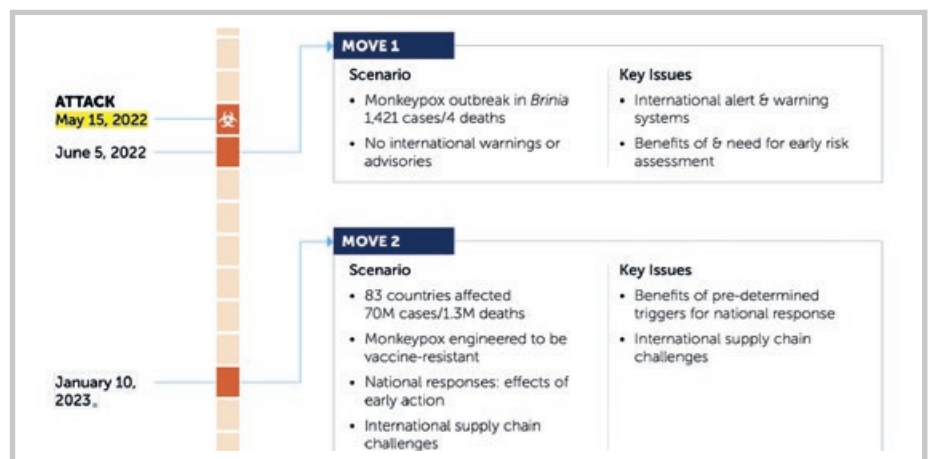 ATTACK
May 15, 2022
June 5, 2022
MOVE 1
Scenario
• Monkeypox outbreak in Brinia
1,421 cases/4 deaths
• No international warnings or
advisories
Key Issues
• International alert & warning
systems
• Benefits of & need for early risk
assessment
January 10,
2023
MOVE 2
Scenario
• 83 countries affected
70M cases/1.3M deaths
• Monkeypox engineered to be
vaccine-resistant
• National responses: effects of
early action
• International supply chain
challenges
Key Issues
• Benefits of pre-determined
triggers for national response
• International supply chain
challenges